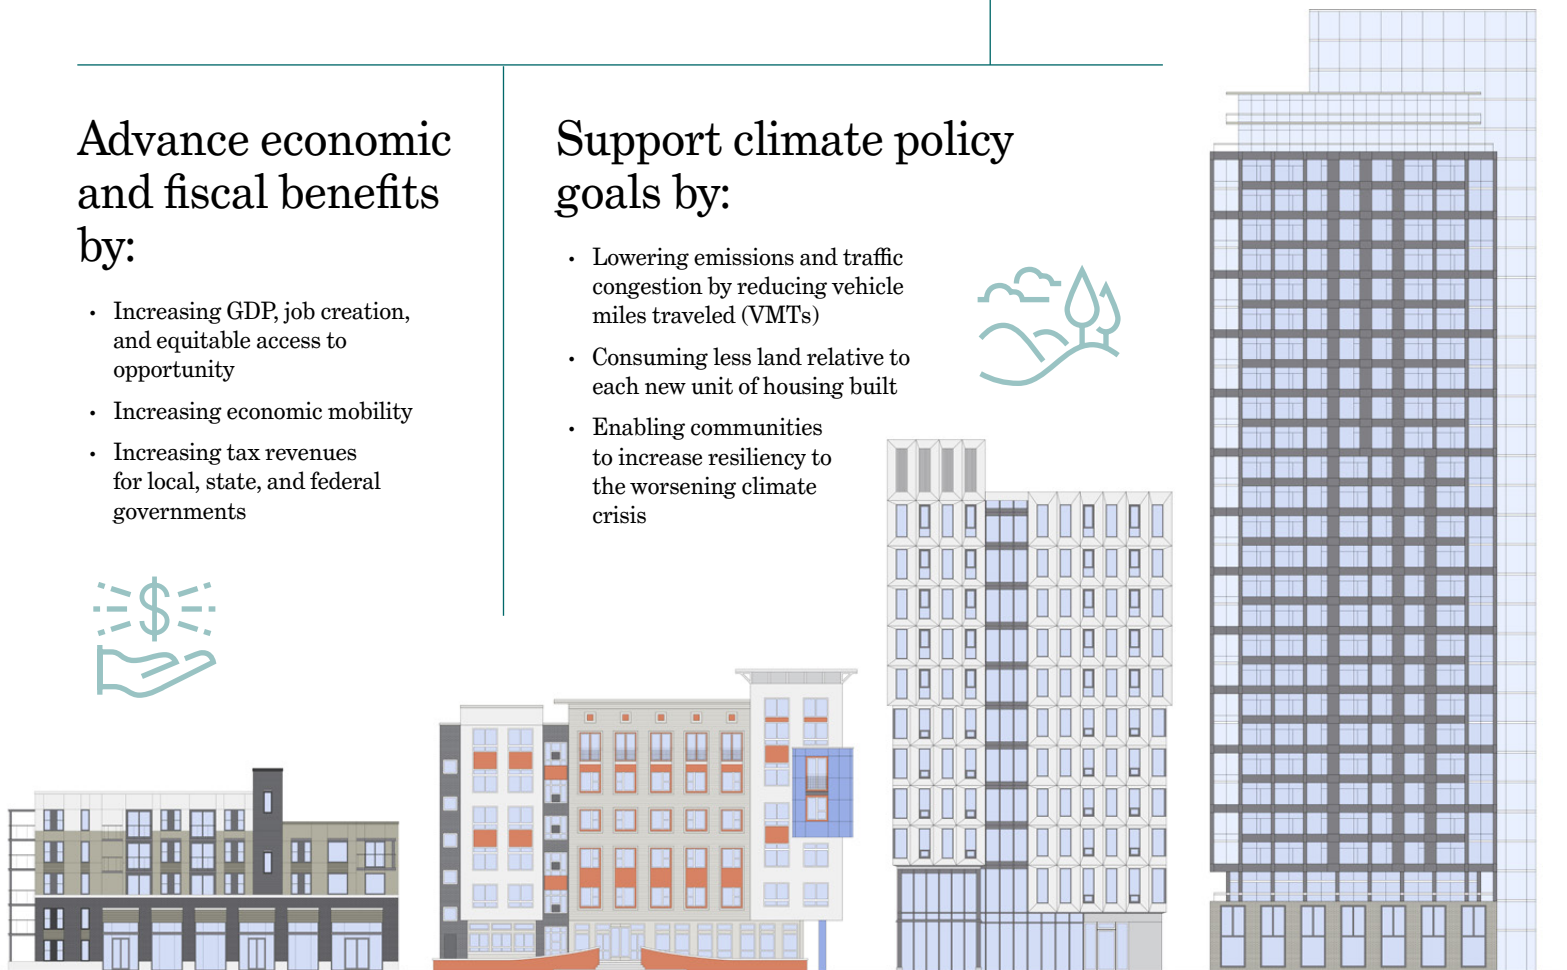 Advance economic
and fiscal benefits
by:
• Increasing GDP, job creation,
and equitable access to
opportunity
• Increasing economic mobility
• Increasing tax revenues
for local, state, and federal
governments
Support climate policy
goals by:
• Lowering emissions and traffic
congestion by reducing vehicle
miles traveled (VMTs)
• Consuming less land relative to
each new unit of housing built
• Enabling communities
to increase resiliency to
the worsening climate
crisis
$